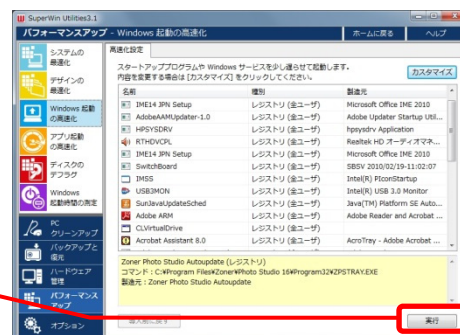 SuperWin Utilities3.1
パフォーマンスアップ - Windows 起動の高速化
ホームに戻る
ヘルプ
システムの
最適化
デザインの
最適化
Windows 起動
の高速化
アプリ起動
の高速化
ディスクの
デフラグ
Windows
起動時間の測定
PC
クリーンアップ
バックアップと
復元
ハードウェア
管理
パフォーマンス
アップ
オプション
高速化設定
スタートアッププログラムや Windows サービスを少し遅らせて起動します。
内容を変更する場合は [カスタマイズ] をクリックしてください。
カスタマイズ
名前 種別 製造元
IME14 JPN Setup レジストリ (全ユーザ) Microsoft Office IME 2010
AdobeAAMUpdater-1.0 レジストリ (全ユーザ) Adobe Updater Startup Util...
HPSYSDRV レジストリ (全ユーザ) hpsysdrv Application
RTHDVCPL レジストリ (全ユーザ) Realtek HD オーディオマネ...
IME14 JPN Setup レジストリ (全ユーザ) Microsoft Office IME 2010
SwitchBoard レジストリ (全ユーザ) SBSV 2010/02/19-11:02:07
IMSS レジストリ (全ユーザ) Intel(R) PIconStartup
USB3MON レジストリ (全ユーザ) Intel(R) USB 3.0 Monitor
SunJavaUpdateSched レジストリ (全ユーザ) Java(TM) Platform SE Auto...
Adobe ARM レジストリ (全ユーザ) Adobe Reader and Acrobat ...
CLVirtualDrive レジストリ (全ユーザ)
Acrobat Assistant 8.0 レジストリ (全ユーザ) AcroTray - Adobe Acrobat ...
Zoner Photo Studio Autoupdate (レジストリ)
コマンド : C:¥Program Files¥Zoner¥Photo Studio 16¥Program32¥ZPSTRAY.EXE
製造元 : Zoner Photo Studio Autoupdate
導入前に戻す
実行